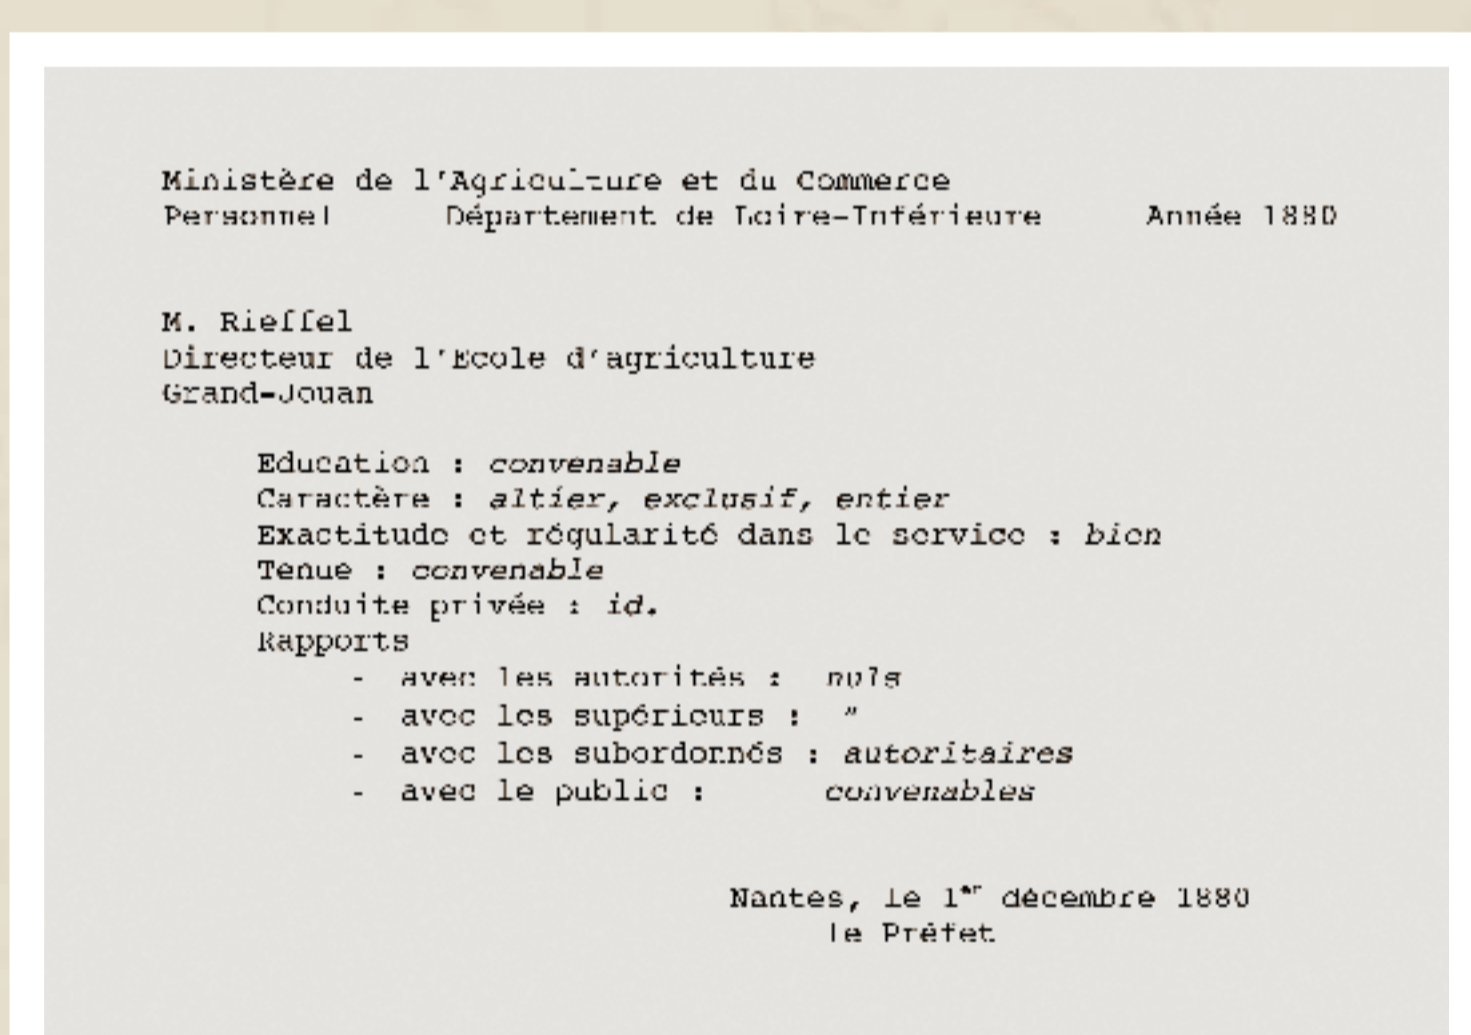 Ministère de l'Agriculture et du Commerce
Personnel Département de Loire-Inférieure Année 1880
M. Rieffel
Directeur de l'Ecole d'agriculture
Grand-Jouan
Education : convenable
Caractère : altier, exclusif, entier
Exactitude et régularité dans le service : bien
Tenue : convenable
Conduite privée : id.
Rapports
- avec les autorités : nuls
- avec les supérieurs : "
- avec les subordonnés : autoritaires
- avec le public : convenables
Nantes, le 1er décembre 1880
le Préfet